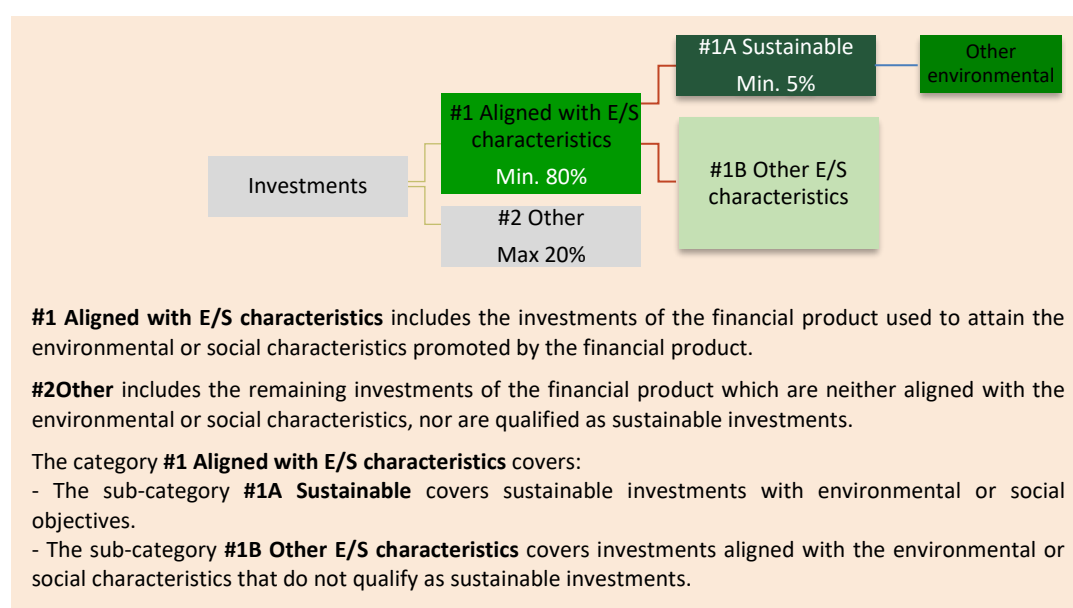 #1A Sustainable
Min. 5%
Other
environmental
#1 Aligned with E/S
characteristics
Min. 80%
Investments
#1B Other E/S
characteristics
#2 Other
Max 20%
#1 Aligned with E/S characteristics includes the investments of the financial product used to attain the
environmental or social characteristics promoted by the financial product.
#2Other includes the remaining investments of the financial product which are neither aligned with the
environmental or social characteristics, nor are qualified as sustainable investments.
The category #1 Aligned with E/S characteristics covers:
- The sub-category #1A Sustainable covers sustainable investments with environmental or social
objectives.
- The sub-category #1B Other E/S characteristics covers investments aligned with the environmental or
social characteristics that do not qualify as sustainable investments.